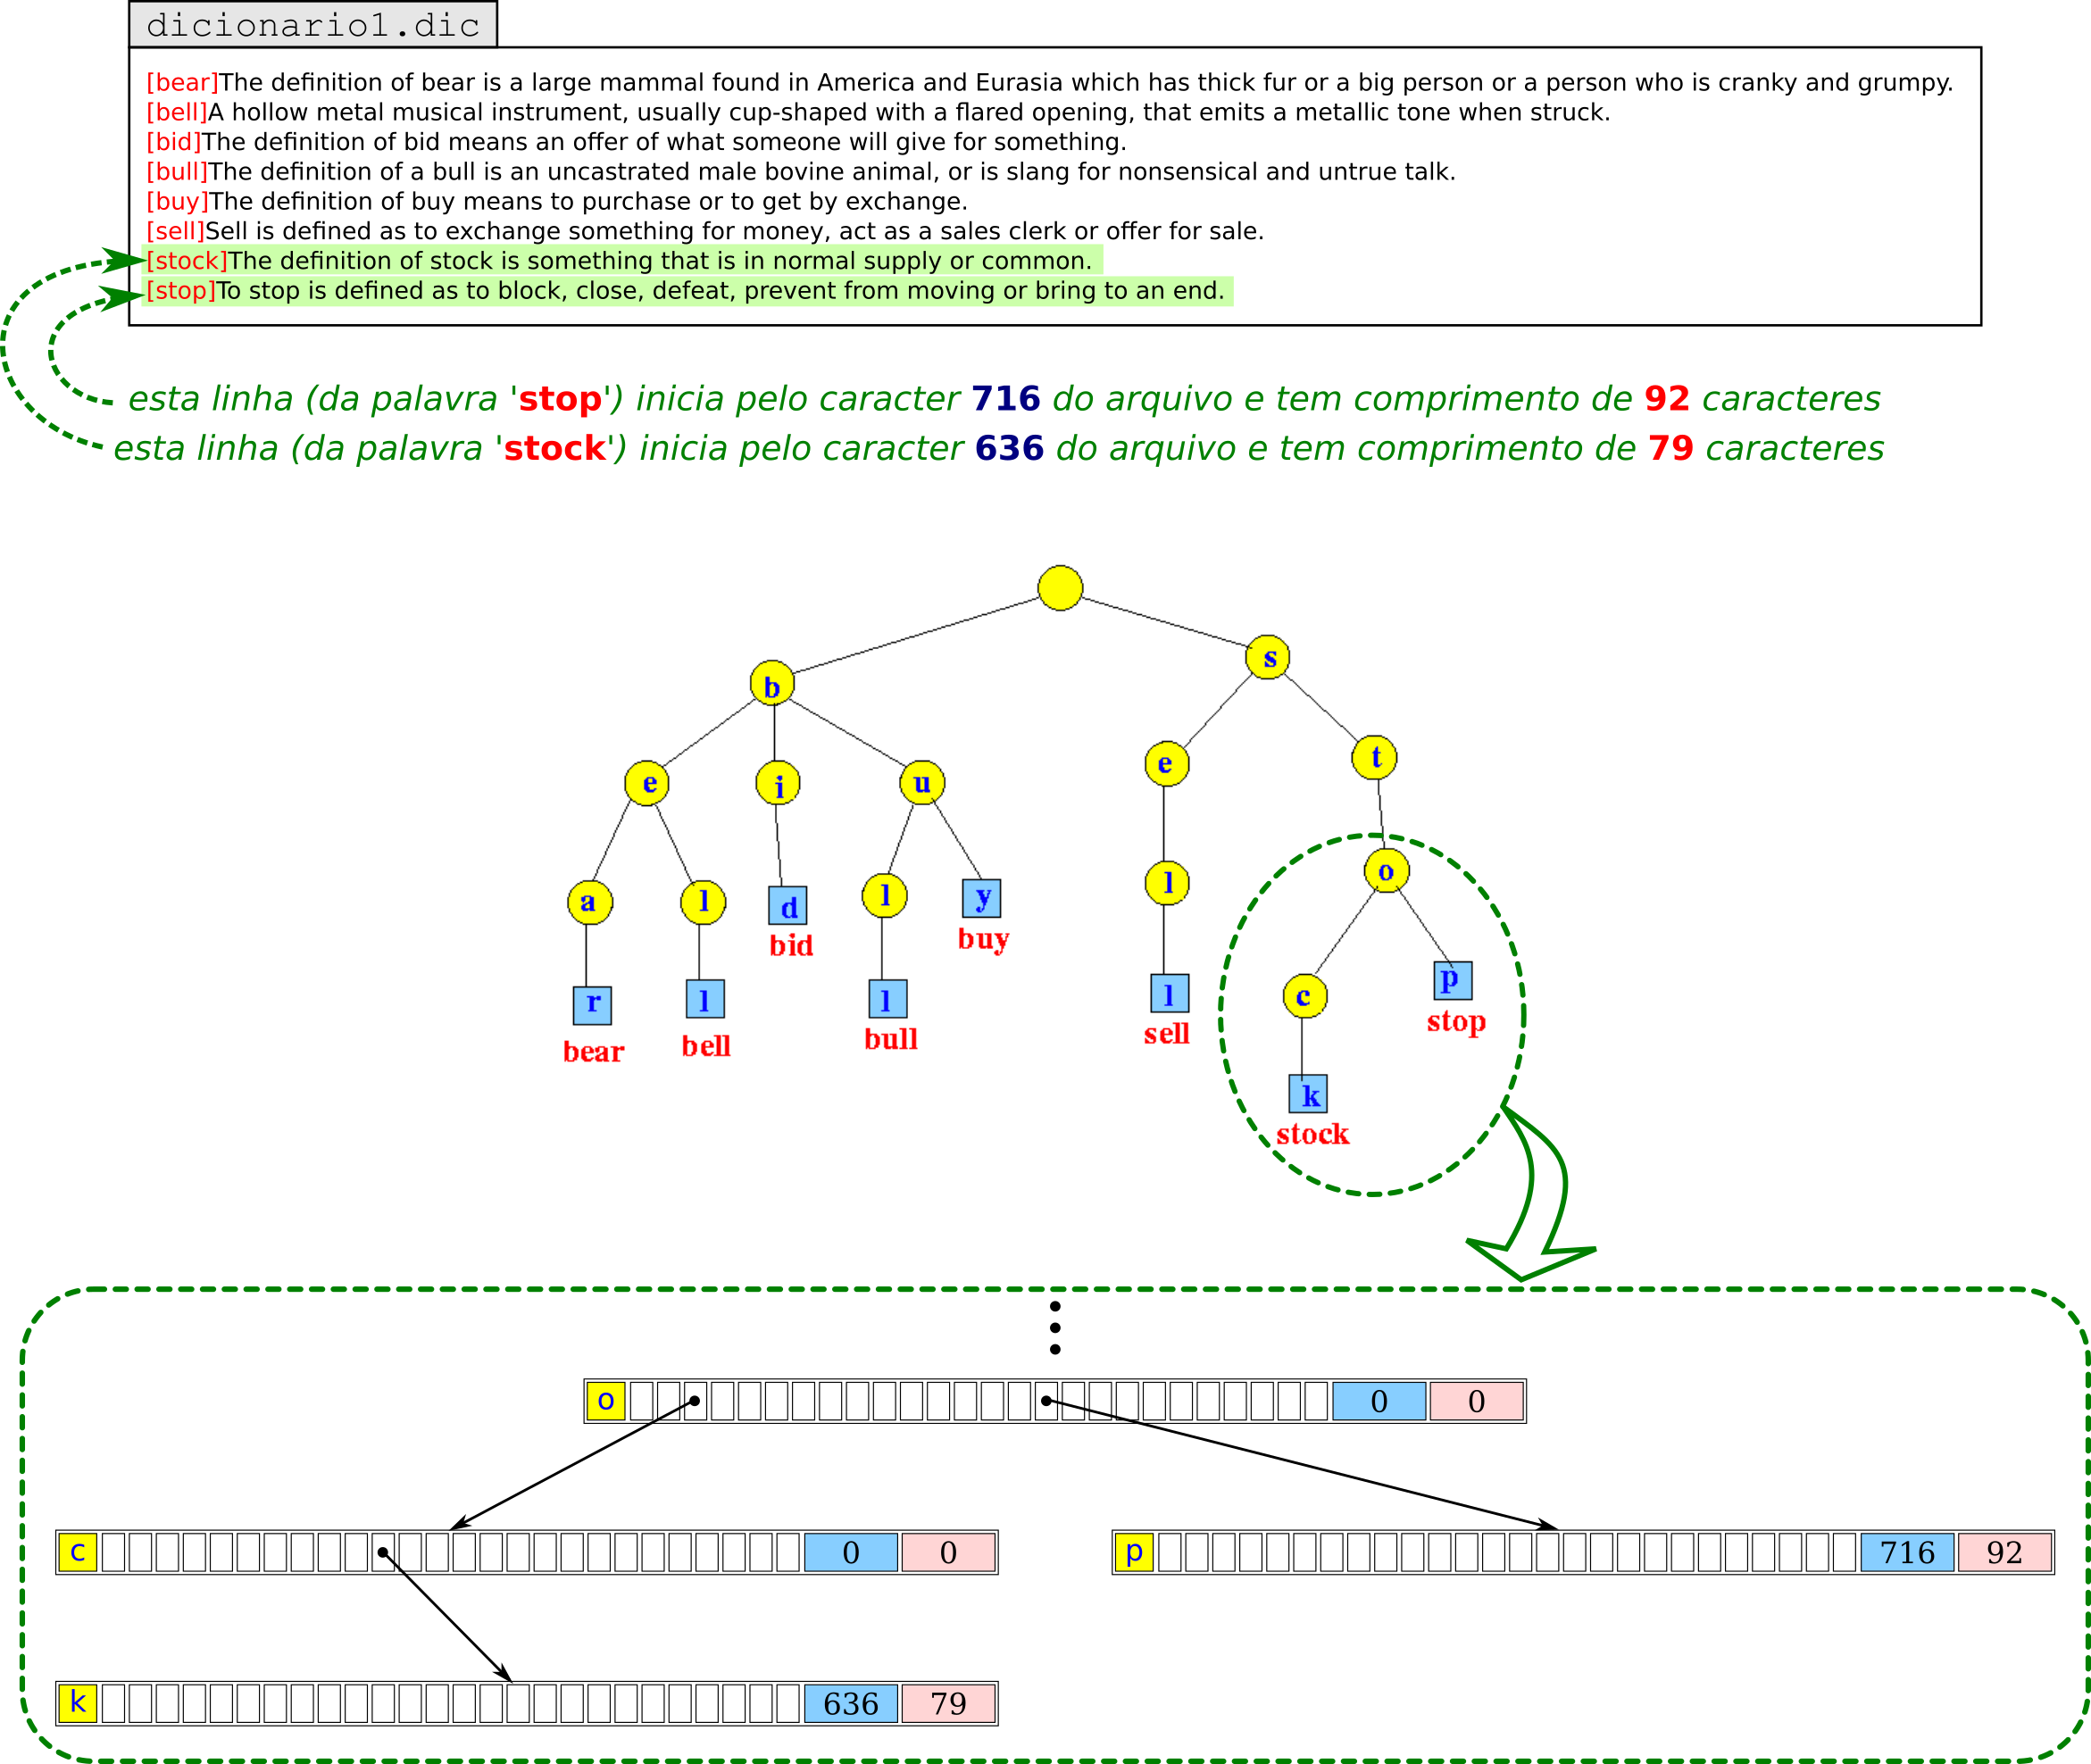 dicionario1.dic
[bear]The definition of bear is a large mammal found in America and Eurasia which has thick fur or a big person or a person who is cranky and grumpy.
[bell]A hollow metal musical instrument, usually cup-shaped with a flared opening, that emits a metallic tone when struck.
[bid]The definition of bid means an offer of what someone will give for something.
[bull]The definition of a bull is an uncastrated male bovine animal, or is slang for nonsensical and untrue talk.
[buy]The definition of buy means to purchase or to get by exchange.
[sell]Sell is defined as to exchange something for money, act as a sales clerk or offer for sale.
[stock]The definition of stock is something that is in normal supply or common.
[stop]To stop is defined as to block, close, defeat, prevent from moving or bring to an end.
esta linha (da palavra 'stop') inicia pelo caracter 716 do arquivo e tem comprimento de 92 caracteres
esta linha (da palavra 'stock') inicia pelo caracter 636 do arquivo e tem comprimento de 79 caracteres
s
b
e t
e i u
l o
a l d l y
bid buy
r l l l c p
bear bell bull sell stop
k
stock
o 0 0
c 0 0 p 716 92
k 636 79